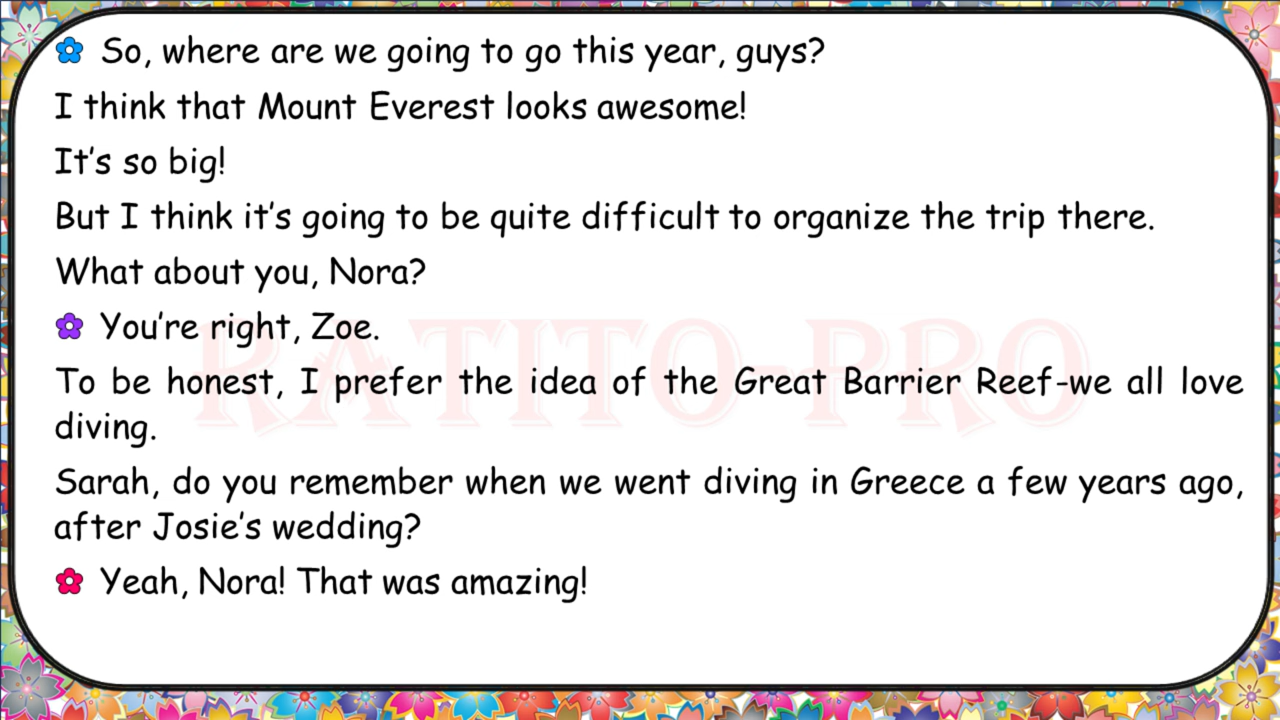 So, where are we going to go this year, guys?
I think that Mount Everest looks awesome!
It's so big!
But I think it's going to be quite difficult to organize the trip there.
What about you, Nora?
You're right, Zoe.
RATITO-PRO
To be honest, I prefer the idea of the Great Barrier Reef-we all love
diving.
Sarah, do you remember when we went diving in Greece a few years ago,
after Josie's wedding?
Yeah, Nora! That was amazing!